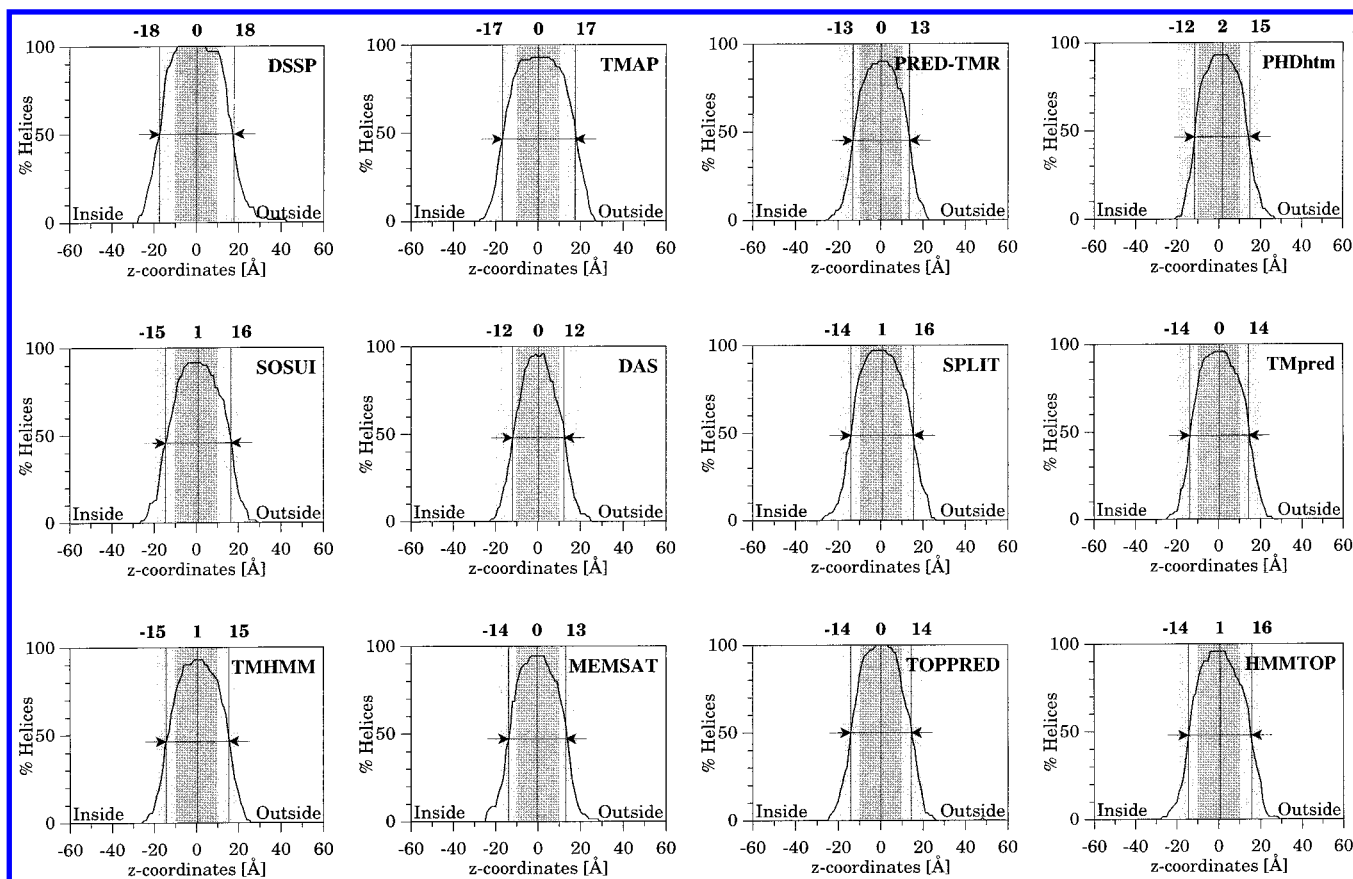 -18 0 18
DSSP
% Helices
100
50
0
Inside
Outside
-60 -40 -20 0 20 40 60
z-coordinates [Å]
-17 0 17
TMAP
% Helices
100
50
0
Inside
Outside
-60 -40 -20 0 20 40 60
z-coordinates [Å]
-13 0 13
PRED-TMR
% Helices
100
50
0
Inside
Outside
-60 -40 -20 0 20 40 60
z-coordinates [Å]
-12 2 15
PHDhtm
% Helices
100
50
0
Inside
Outside
-60 -40 -20 0 20 40 60
z-coordinates [Å]
-15 1 16
SOSUI
% Helices
100
50
0
Inside
Outside
-60 -40 -20 0 20 40 60
z-coordinates [Å]
-12 0 12
DAS
% Helices
100
50
0
Inside
Outside
-60 -40 -20 0 20 40 60
z-coordinates [Å]
-14 1 16
SPLIT
% Helices
100
50
0
Inside
Outside
-60 -40 -20 0 20 40 60
z-coordinates [Å]
-14 0 14
TMpred
% Helices
100
50
0
Inside
Outside
-60 -40 -20 0 20 40 60
z-coordinates [Å]
-15 1 15
TMHMM
% Helices
100
50
0
Inside
Outside
-60 -40 -20 0 20 40 60
z-coordinates [Å]
-14 0 13
MEMSAT
% Helices
100
50
0
Inside
Outside
-60 -40 -20 0 20 40 60
z-coordinates [Å]
-14 0 14
TOPPRED
% Helices
100
50
0
Inside
Outside
-60 -40 -20 0 20 40 60
z-coordinates [Å]
-14 1 16
HMMTOP
% Helices
100
50
0
Inside
Outside
-60 -40 -20 0 20 40 60
z-coordinates [Å]